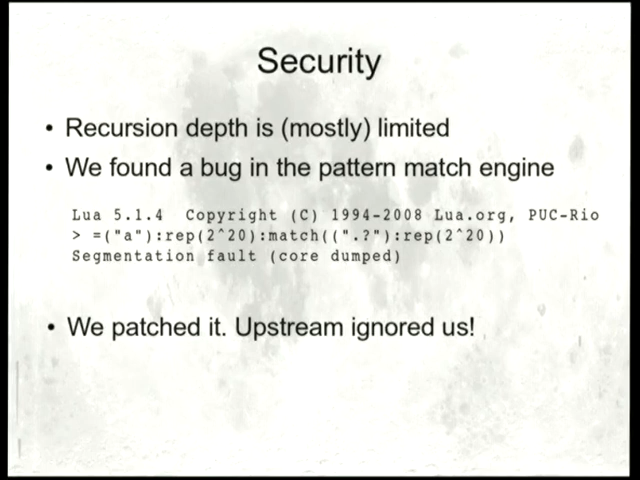 Security
• Recursion depth is (mostly) limited
• We found a bug in the pattern match engine
Lua 5.1.4  Copyright (C) 1994-2008 Lua.org, PUC-Rio
> =("a"):rep(2^20):match((".?"):rep(2^20))
Segmentation fault (core dumped)
• We patched it. Upstream ignored us!